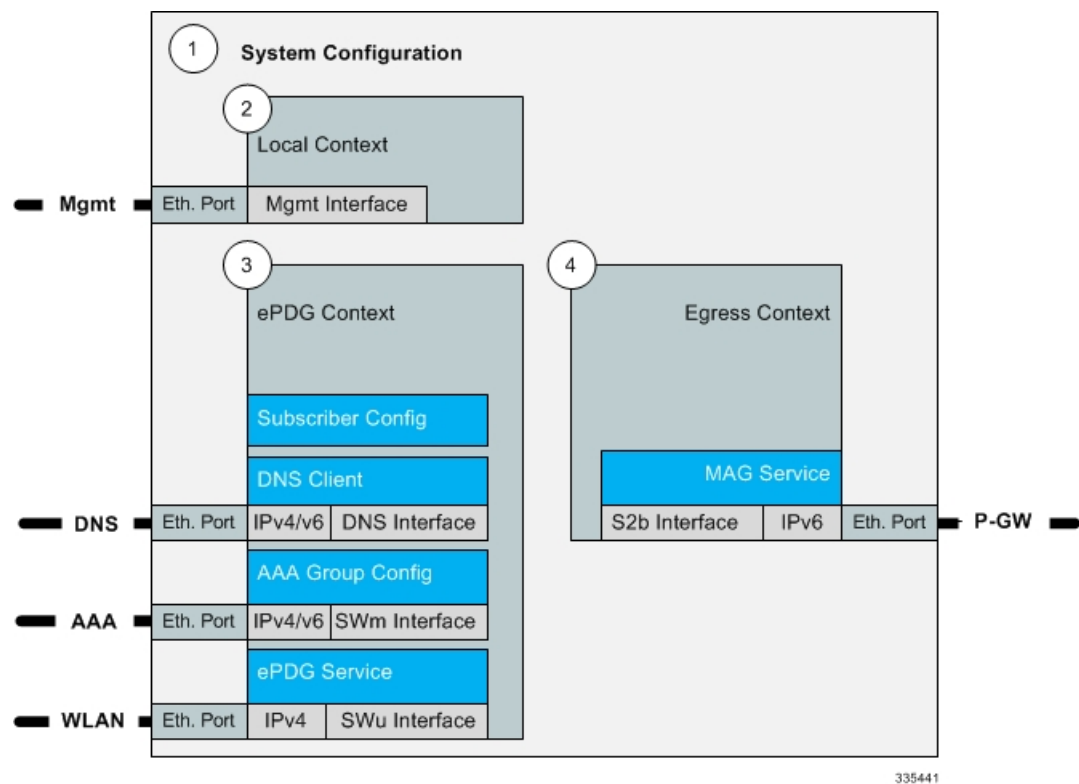 1 System Configuration
2
Local Context
Mgmt Eth. Port Mgmt Interface
3
ePDG Context
Subscriber Config
DNS Client
DNS Eth. Port IPv4/v6 DNS Interface
AAA Group Config
AAA Eth. Port IPv4/v6 SWm Interface
ePDG Service
WLAN Eth. Port IPv4 SWu Interface
4
Egress Context
MAG Service
S2b Interface IPv6 Eth. Port P-GW
335441